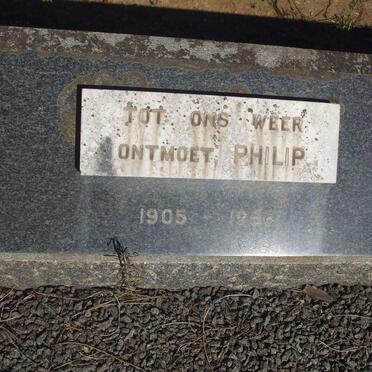 TOT ONS WEER
ONTMOET, PHILIP
1905 -